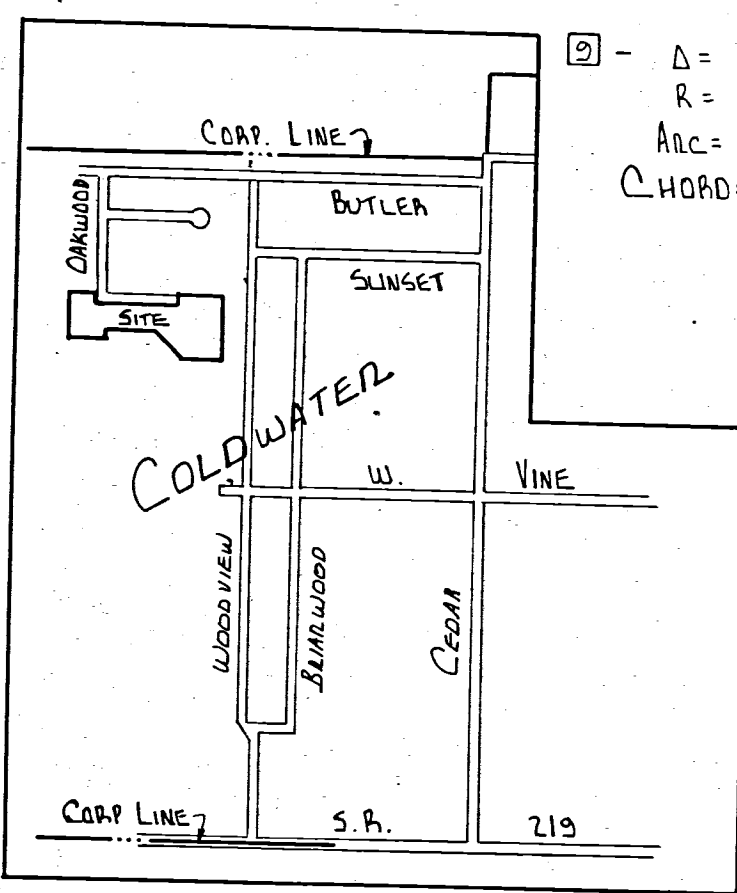 9 - Δ =
R =
ARC =
CHORD=
CORP. LINE
BUTLER
OAKWOOD
SUNSET
SITE
COLDWATER
W. VINE
WOODVIEW
BRIARWOOD
CEDAR
CORP LINE
S.R. 219